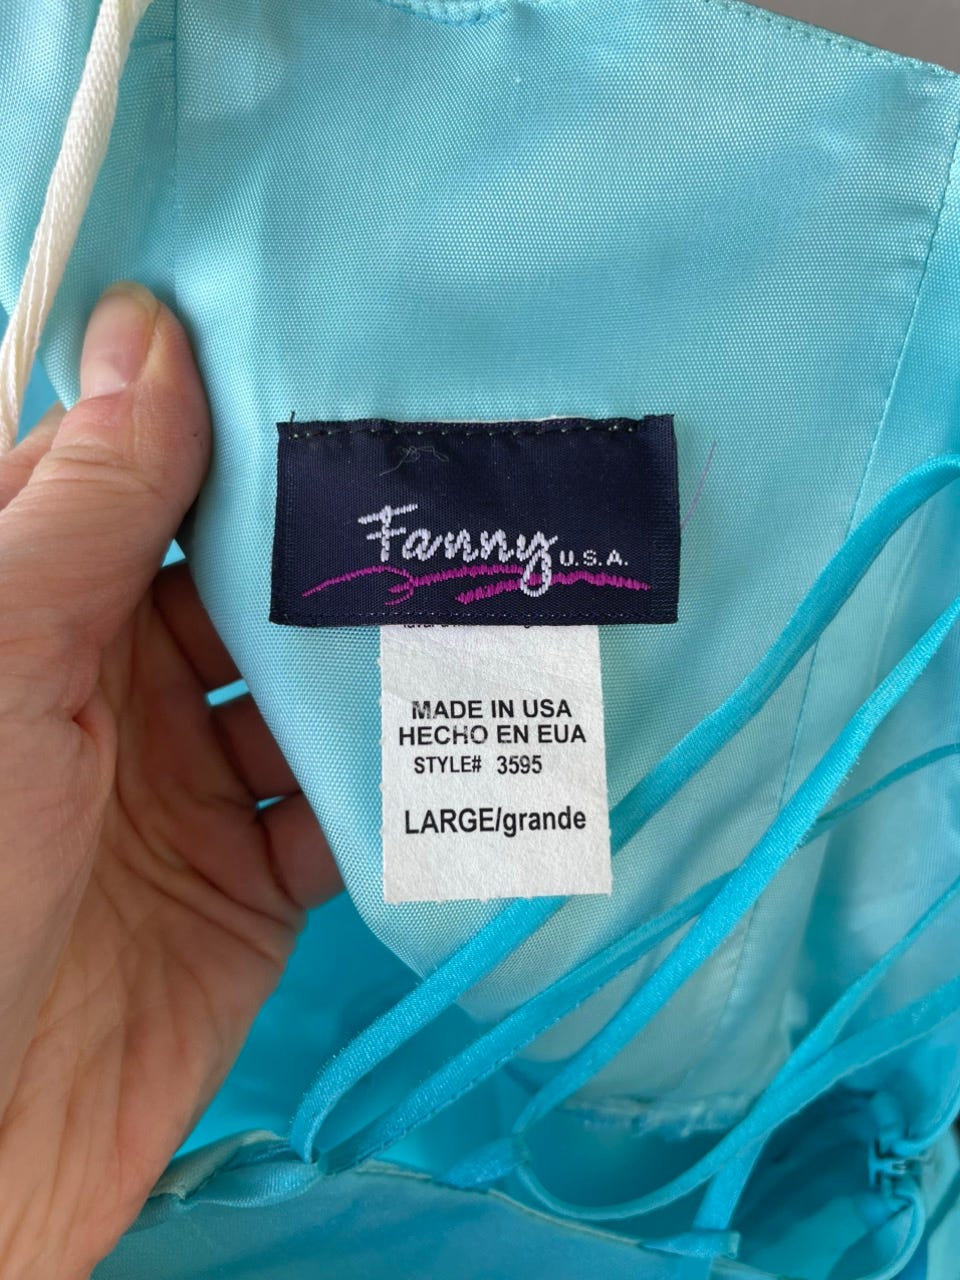 Fanny U.S.A.
MADE IN USA
HECHO EN EUA
STYLE# 3595
LARGE/grande